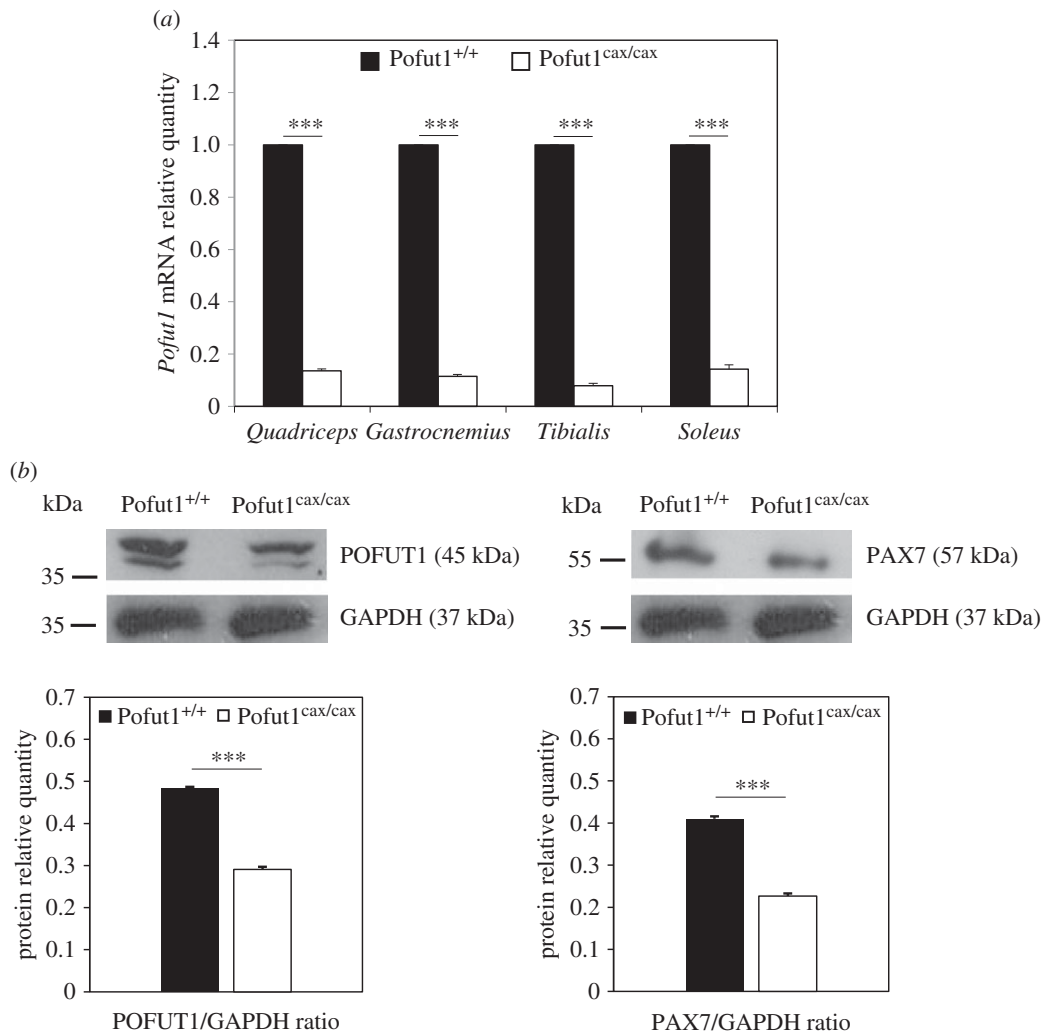 (a)
1.4
Pofut1+/+ Pofut1cax/cax
1.2
*** *** *** ***
1.0
0.8
0.6
0.4
0.2
0
Pofut1 mRNA relative quantity
Quadriceps Gastrocnemius Tibialis Soleus
(b)
kDa Pofut1+/+ Pofut1cax/cax
POFUT1 (45 kDa)
35
35
GAPDH (37 kDa)
kDa Pofut1+/+ Pofut1cax/cax
55
PAX7 (57 kDa)
35
GAPDH (37 kDa)
0.7
Pofut1+/+ Pofut1cax/cax
0.6
***
0.5
0.4
0.3
0.2
0.1
0
protein relative quantity
POFUT1/GAPDH ratio
0.7
Pofut1+/+ Pofut1cax/cax
0.6
0.5
***
0.4
0.3
0.2
0.1
0
protein relative quantity
PAX7/GAPDH ratio